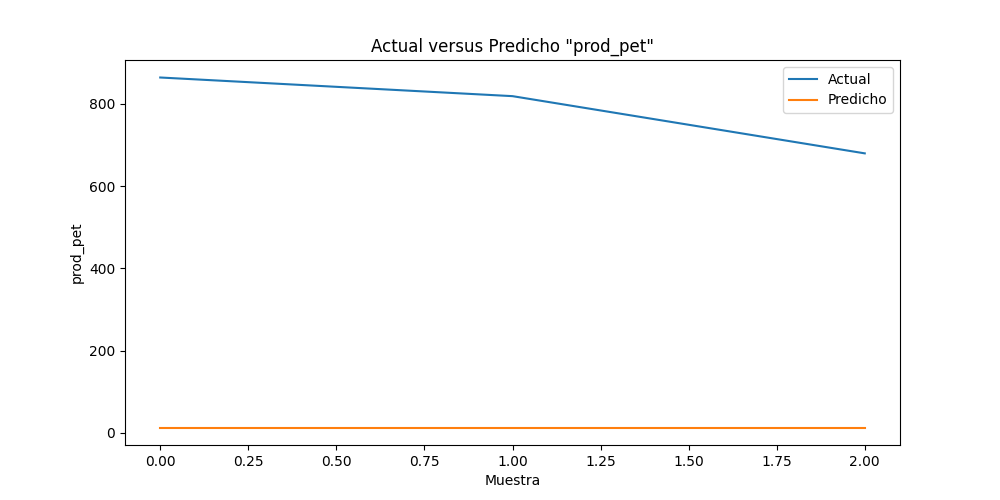 Actual versus Predicho "prod_pet"
Actual
Predicho
prod_pet
800
600
400
200
0
0.00 0.25 0.50 0.75 1.00 1.25 1.50 1.75 2.00
Muestra